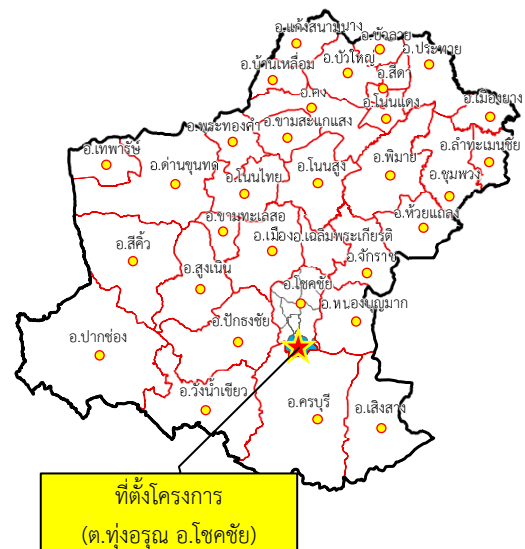 อ.แก้งสนามนาง
อ.บัวลาย
อ.บัวใหญ่
อ.ประทาย
อ.บ้านเหลื่อม
อ.สีดา
อ.คง
อ.โนนแดง
อ.เมืองยาง
อ.พระทองคำ
อ.ขามสะแกแสง
อ.ลำทะเมนชัย
อ.เทพารักษ์
อ.ด่านขุนทด
อ.โนนไทย
อ.โนนสูง
อ.พิมาย
อ.ชุมพวง
อ.ขามทะเลสอ
อ.ห้วยแถลง
อ.เมือง
อ.เฉลิมพระเกียรติ
อ.สีคิ้ว
อ.สูงเนิน
อ.จักราช
อ.โชคชัย
อ.หนองบุญมาก
อ.ปักธงชัย
อ.ปากช่อง
อ.วังน้ำเขียว
อ.ครบุรี
อ.เสิงสาง
ที่ตั้งโครงการ
(ต.ทุ่งอรุณ อ.โชคชัย)